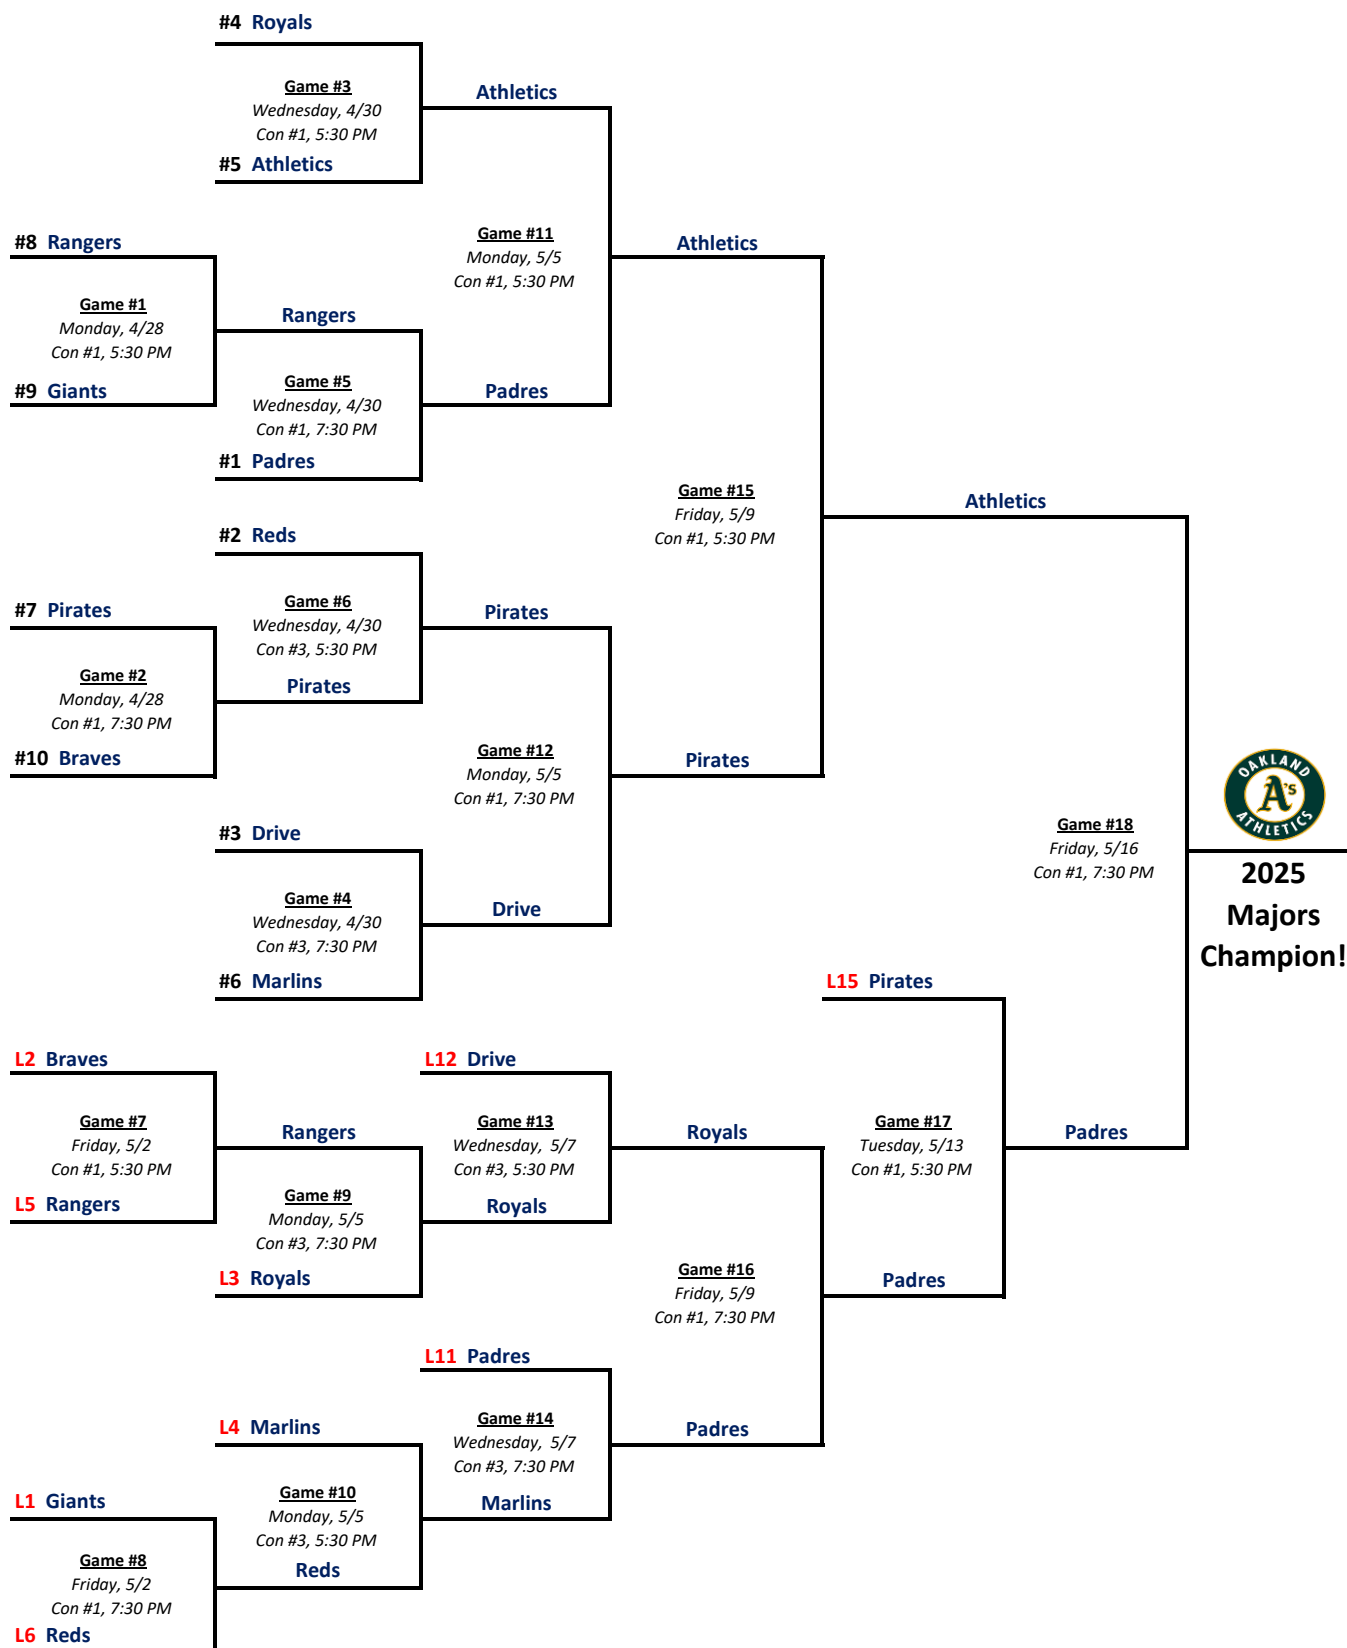 #4 Royals
Game #3
Wednesday, 4/30
Con #1, 5:30 PM
Athletics
#5 Athletics
#8 Rangers
Game #11
Monday, 5/5
Con #1, 5:30 PM
Athletics
Game #1
Monday, 4/28
Con #1, 5:30 PM
Rangers
#9 Giants
Game #5
Wednesday, 4/30
Con #1, 7:30 PM
Padres
#1 Padres
Game #15
Friday, 5/9
Con #1, 5:30 PM
Athletics
#2 Reds
#7 Pirates
Game #6
Wednesday, 4/30
Con #3, 5:30 PM
Pirates
Game #2
Monday, 4/28
Con #1, 7:30 PM
Pirates
#10 Braves
Game #12
Monday, 5/5
Con #1, 7:30 PM
Pirates
OAKLAND
A's
ATHLETICS
#3 Drive
Game #18
Friday, 5/16
Con #1, 7:30 PM
2025
Majors
Champion!
Game #4
Wednesday, 4/30
Con #3, 7:30 PM
Drive
#6 Marlins
L15 Pirates
L2 Braves
L12 Drive
Game #7
Friday, 5/2
Con #1, 5:30 PM
Rangers
Game #13
Wednesday, 5/7
Con #3, 5:30 PM
Royals
Game #17
Tuesday, 5/13
Con #1, 5:30 PM
Padres
L5 Rangers
Game #9
Monday, 5/5
Con #3, 7:30 PM
Royals
L3 Royals
Game #16
Friday, 5/9
Con #1, 7:30 PM
Padres
L11 Padres
L4 Marlins
Game #14
Wednesday, 5/7
Con #3, 7:30 PM
Padres
L1 Giants
Game #10
Monday, 5/5
Con #3, 5:30 PM
Marlins
Game #8
Friday, 5/2
Con #1, 7:30 PM
Reds
L6 Reds